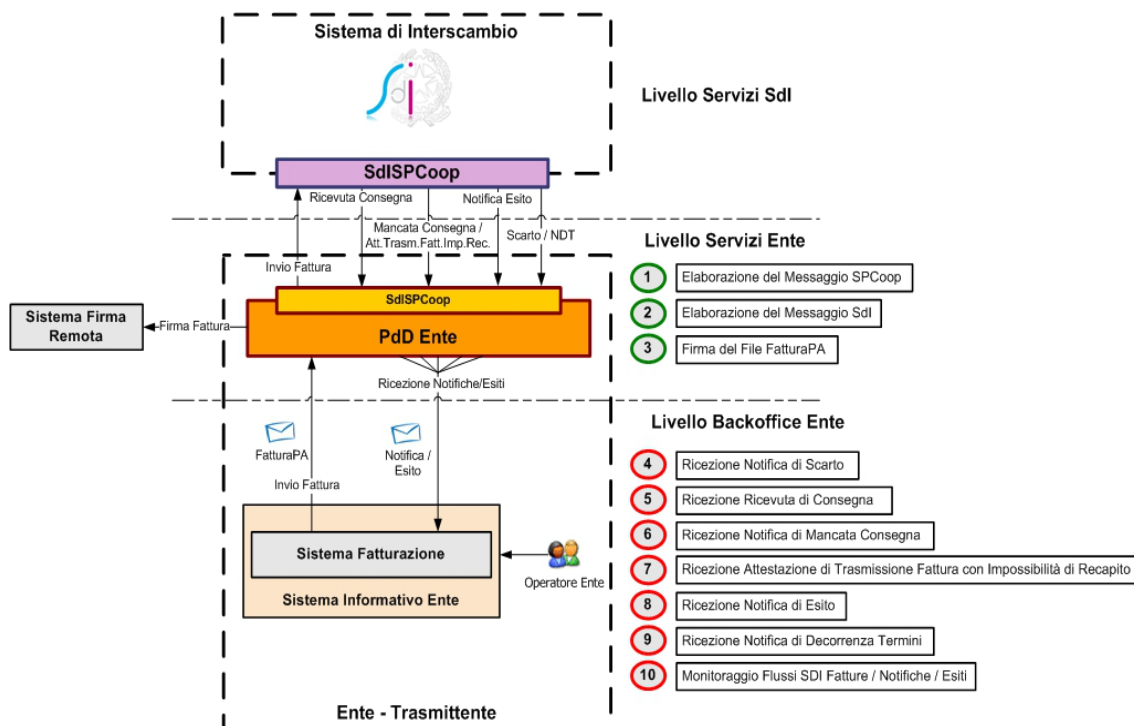 Sistema di Interscambio
Sdi
Livello Servizi SdI
SdISPCoop
Ricevuta Consegna
Notifica Esito
Mancata Consegna /
Att.Trasm.Fatt.Imp.Rec.
Scarto / NDT
Invio Fattura
Livello Servizi Ente
1 Elaborazione del Messaggio SPCoop
2 Elaborazione del Messaggio SdI
3 Firma del File FatturaPA
SdISPCoop
PdD Ente
Sistema Firma
Remota
Firma Fattura
Ricezione Notifiche/Esiti
Livello Backoffice Ente
FatturaPA
Notifica /
Esito
Invio Fattura
4 Ricezione Notifica di Scarto
5 Ricezione Ricevuta di Consegna
6 Ricezione Notifica di Mancata Consegna
7 Ricezione Attestazione di Trasmissione Fattura con Impossibilità di Recapito
8 Ricezione Notifica di Esito
9 Ricezione Notifica di Decorrenza Termini
10 Monitoraggio Flussi SDI Fatture / Notifiche / Esiti
Sistema Fatturazione
Sistema Informativo Ente
Operatore Ente
Ente - Trasmittente